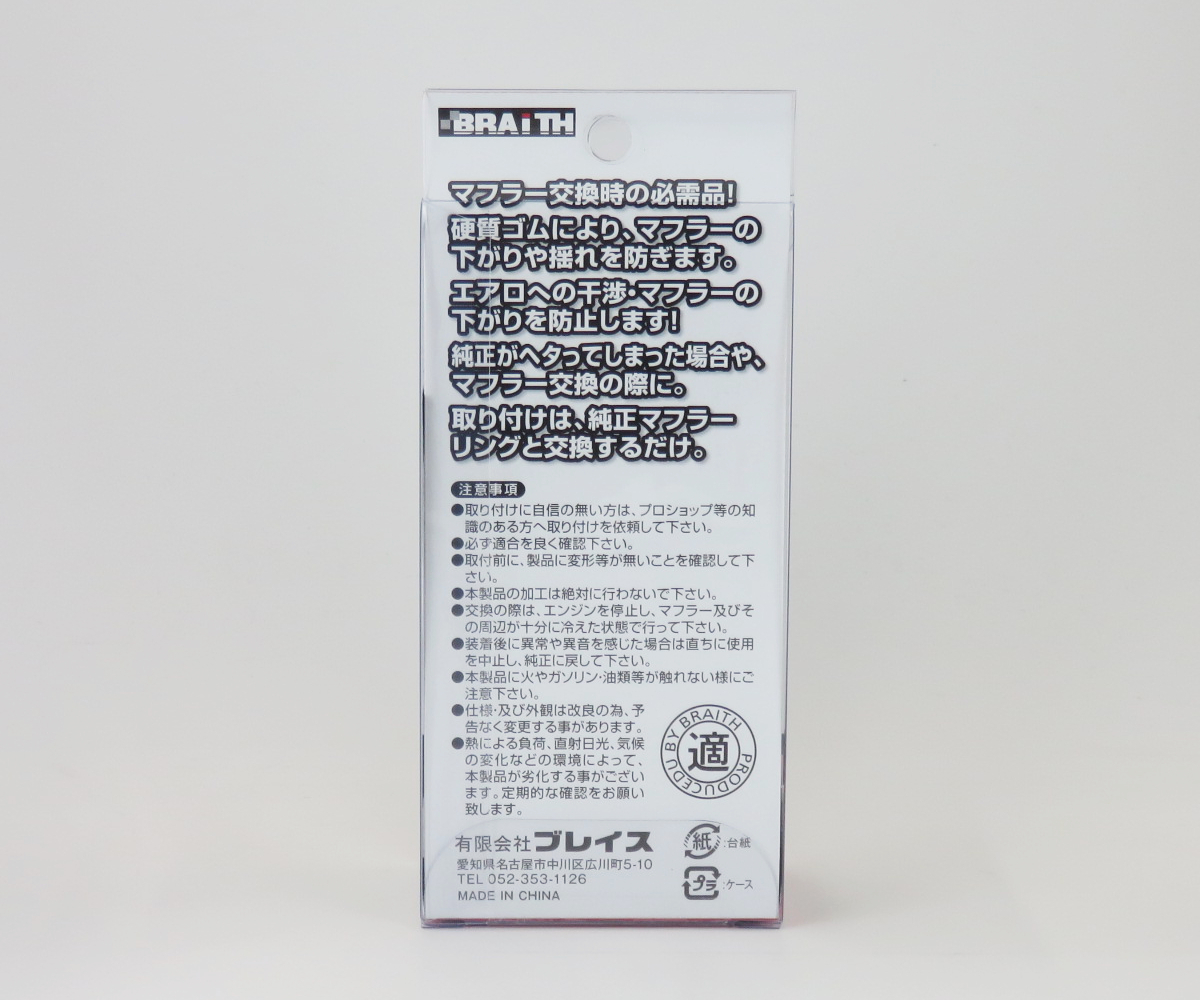 BRAiTH
マフラー交換時の必需品!
硬質ゴムにより、マフラーの
下がりや揺れを防ぎます。
エアロへの干渉・マフラーの
下がりを防止します!
純正がヘタってしまった場合や、
マフラー交換の際に。
取り付けは、純正マフラー
リングと交換するだけ。
注意事項
●取り付けに自信の無い方は、プロショップ等の知
識のある方へ取り付けを依頼して下さい。
●必ず適合を良く確認下さい。
●取付前に、製品に変形等が無いことを確認して下
さい。
●本製品の加工は絶対に行わないで下さい。
●交換の際は、エンジンを停止し、マフラー及びそ
の周辺が十分に冷えた状態で行って下さい。
●装着後に異常や異音を感じた場合は直ちに使用
を中止し、純正に戻して下さい。
●本製品に火やガソリン・油類等が触れない様にご
注意下さい。
●仕様・及び外観は改良の為、予
告なく変更する事があります。
●熱による負荷、直射日光、気候
の変化などの環境によって、
本製品が劣化する事がござい
ます。定期的な確認をお願い
致します。
PRODUCEDU BY BRAITH
適
有限会社ブレイス
愛知県名古屋市中川区広川町5-10
TEL 052-353-1126
MADE IN CHINA
紙:台紙
プラ:ケース